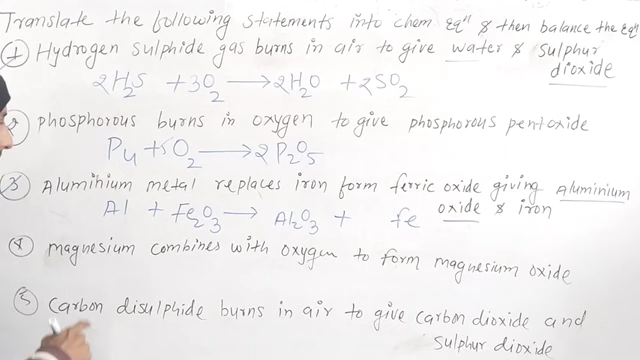 Translate the following statements into chem Eqⁿ & then balance the Eqⁿ
① Hydrogen sulphide gas burns in air to give water & sulphur
dioxide
2H₂S + 3O₂ → 2H₂O + 2SO₂
phosphorous burns in oxygen to give phosphorous pentoxide
P₄ + 5O₂ → 2P₂O₅
③ Aluminium metal replaces iron form ferric oxide giving Aluminium
oxide & iron
Al + Fe₂O₃ → Al₂O₃ + Fe
④ magnesium combines with oxygen to form magnesium oxide
⑤ carbon disulphide burns in air to give carbon dioxide and
sulphur dioxide